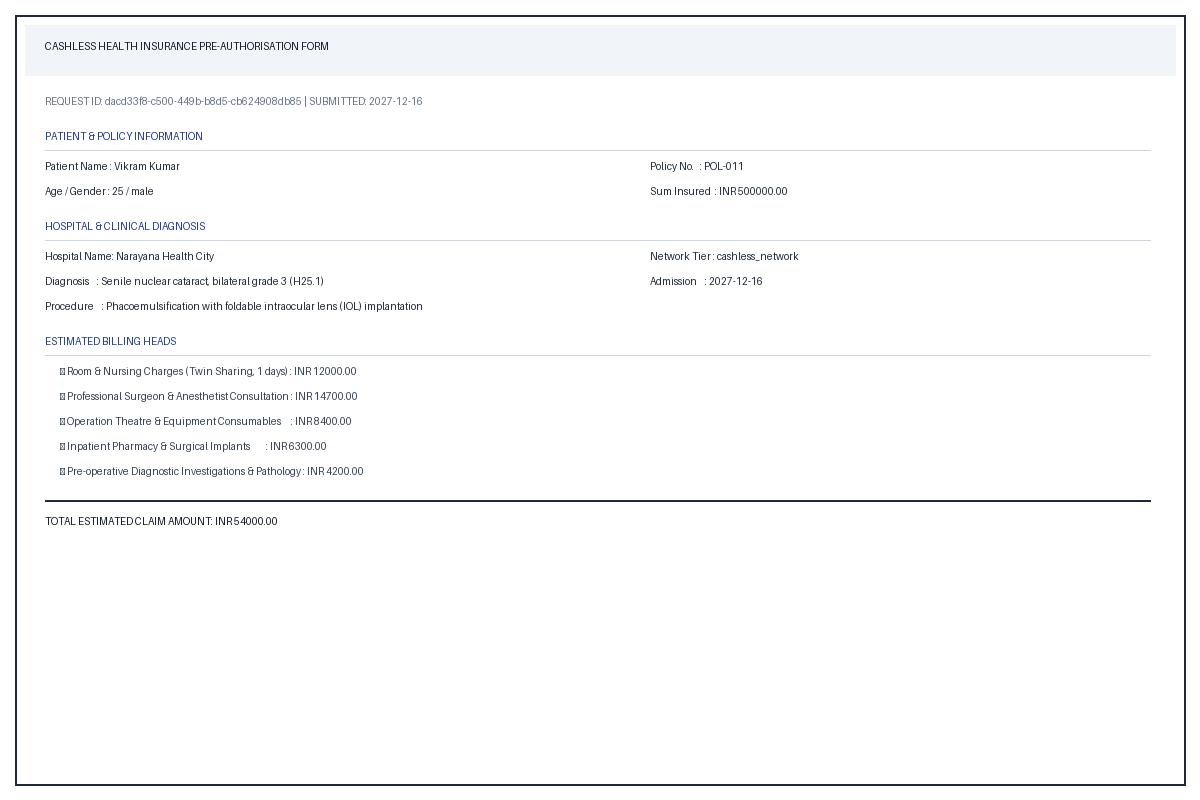 CASHLESS HEALTH INSURANCE PRE-AUTHORISATION FORM
REQUEST ID: dacd33f8-c500-449b-b8d5-cb624908db85 | SUBMITTED: 2027-12-16
PATIENT & POLICY INFORMATION
Patient Name : Vikram Kumar Policy No. : POL-011
Age / Gender : 25 / male Sum Insured : INR 500000.00
HOSPITAL & CLINICAL DIAGNOSIS
Hospital Name: Narayana Health City Network Tier : cashless_network
Diagnosis : Senile nuclear cataract, bilateral grade 3 (H25.1) Admission : 2027-12-16
Procedure : Phacoemulsification with foldable intraocular lens (IOL) implantation
ESTIMATED BILLING HEADS
Room & Nursing Charges (Twin Sharing, 1 days) : INR 12000.00
Professional Surgeon & Anesthetist Consultation : INR 14700.00
Operation Theatre & Equipment Consumables : INR 8400.00
Inpatient Pharmacy & Surgical Implants : INR 6300.00
Pre-operative Diagnostic Investigations & Pathology : INR 4200.00
TOTAL ESTIMATED CLAIM AMOUNT: INR 54000.00